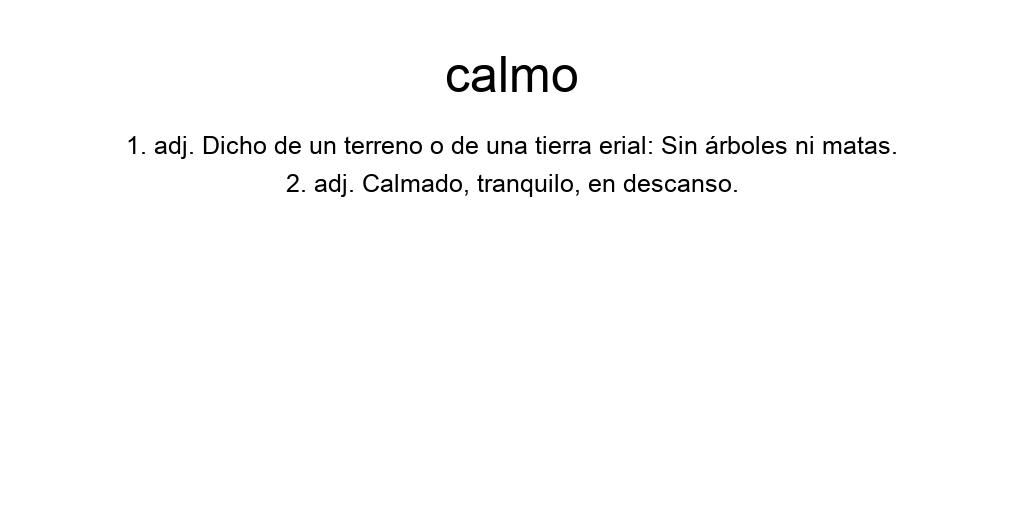 calmo
1. adj. Dicho de un terreno o de una tierra erial: Sin árboles ni matas.
2. adj. Calmado, tranquilo, en descanso.